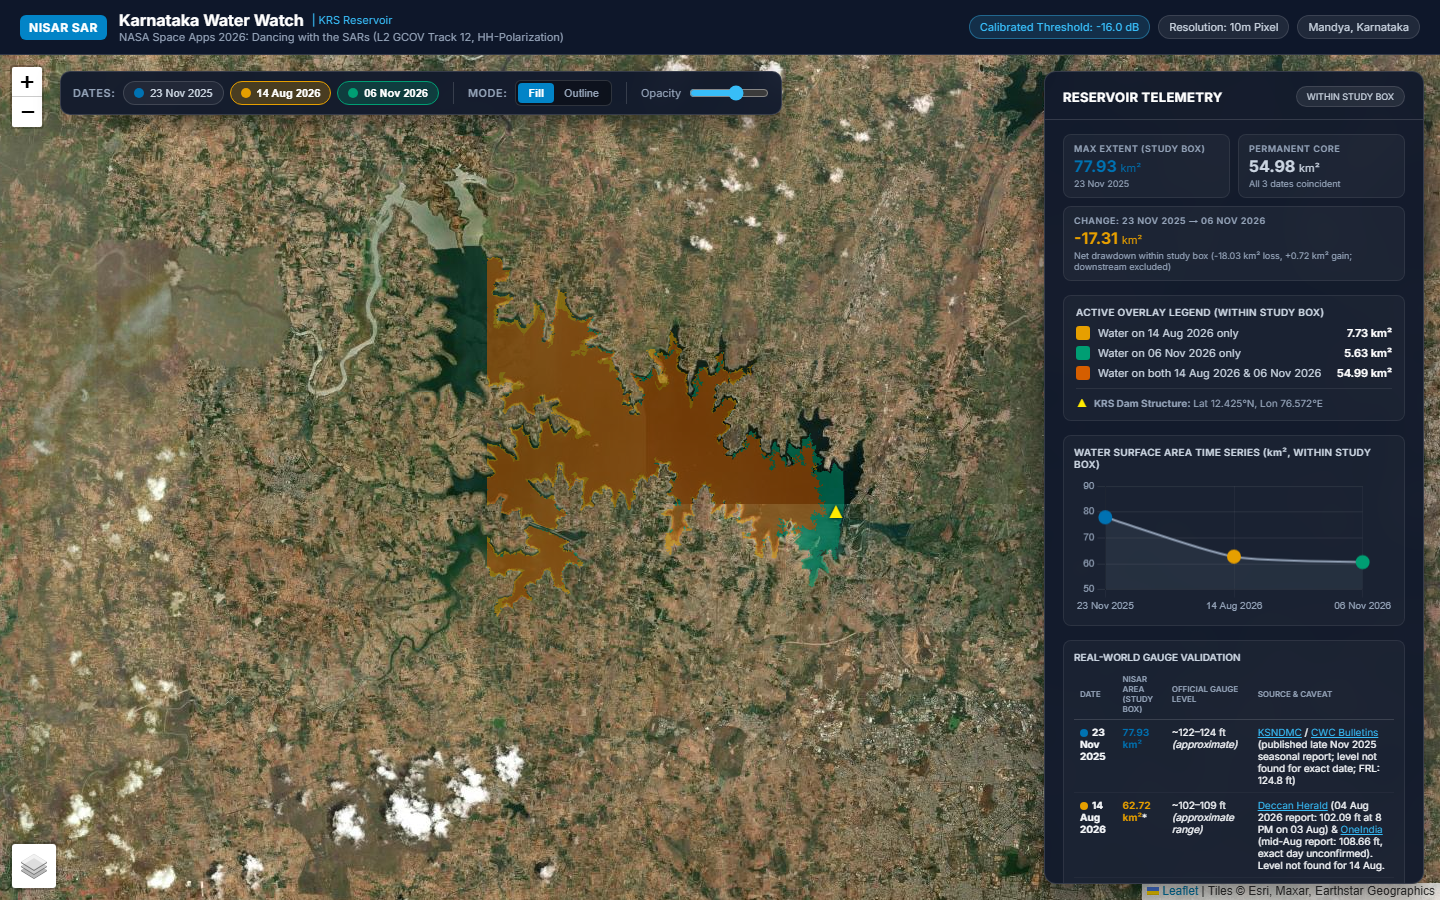 NISAR SAR
Karnataka Water Watch | KRS Reservoir
NASA Space Apps 2026: Dancing with the SARs (L2 GCOV Track 12, HH-Polarization)
Calibrated Threshold: -16.0 dB
Resolution: 10m Pixel
Mandya, Karnataka
+
−
DATES: 23 Nov 2025 14 Aug 2026 06 Nov 2026 MODE: Fill Outline Opacity
RESERVOIR TELEMETRY
WITHIN STUDY BOX
MAX EXTENT (STUDY BOX)
77.93 km²
23 Nov 2025
PERMANENT CORE
54.98 km²
All 3 dates coincident
CHANGE: 23 NOV 2025 → 06 NOV 2026
-17.31 km²
Net drawdown within study box (-18.03 km² loss, +0.72 km² gain;
downstream excluded)
ACTIVE OVERLAY LEGEND (WITHIN STUDY BOX)
Water on 14 Aug 2026 only 7.73 km²
Water on 06 Nov 2026 only 5.63 km²
Water on both 14 Aug 2026 & 06 Nov 2026 54.99 km²
KRS Dam Structure: Lat 12.425°N, Lon 76.572°E
WATER SURFACE AREA TIME SERIES (km², WITHIN STUDY
BOX)
90
80
70
60
50
23 Nov 2025 14 Aug 2026 06 Nov 2026
REAL-WORLD GAUGE VALIDATION
DATE
NISAR
AREA
(STUDY
BOX)
OFFICIAL GAUGE
LEVEL
SOURCE & CAVEAT
23
Nov
2025
77.93
km²
~122–124 ft
(approximate)
KSNDMC / CWC Bulletins
(published late Nov 2025
seasonal report; level not
found for exact date; FRL:
124.8 ft)
14
Aug
2026
62.72
km²*
~102–109 ft
(approximate
range)
Deccan Herald (04 Aug
2026 report: 102.09 ft at 8
PM on 03 Aug) & OneIndia
(mid-Aug report: 108.66 ft,
exact day unconfirmed).
Level not found for 14 Aug.
Leaflet | Tiles © Esri, Maxar, Earthstar Geographics